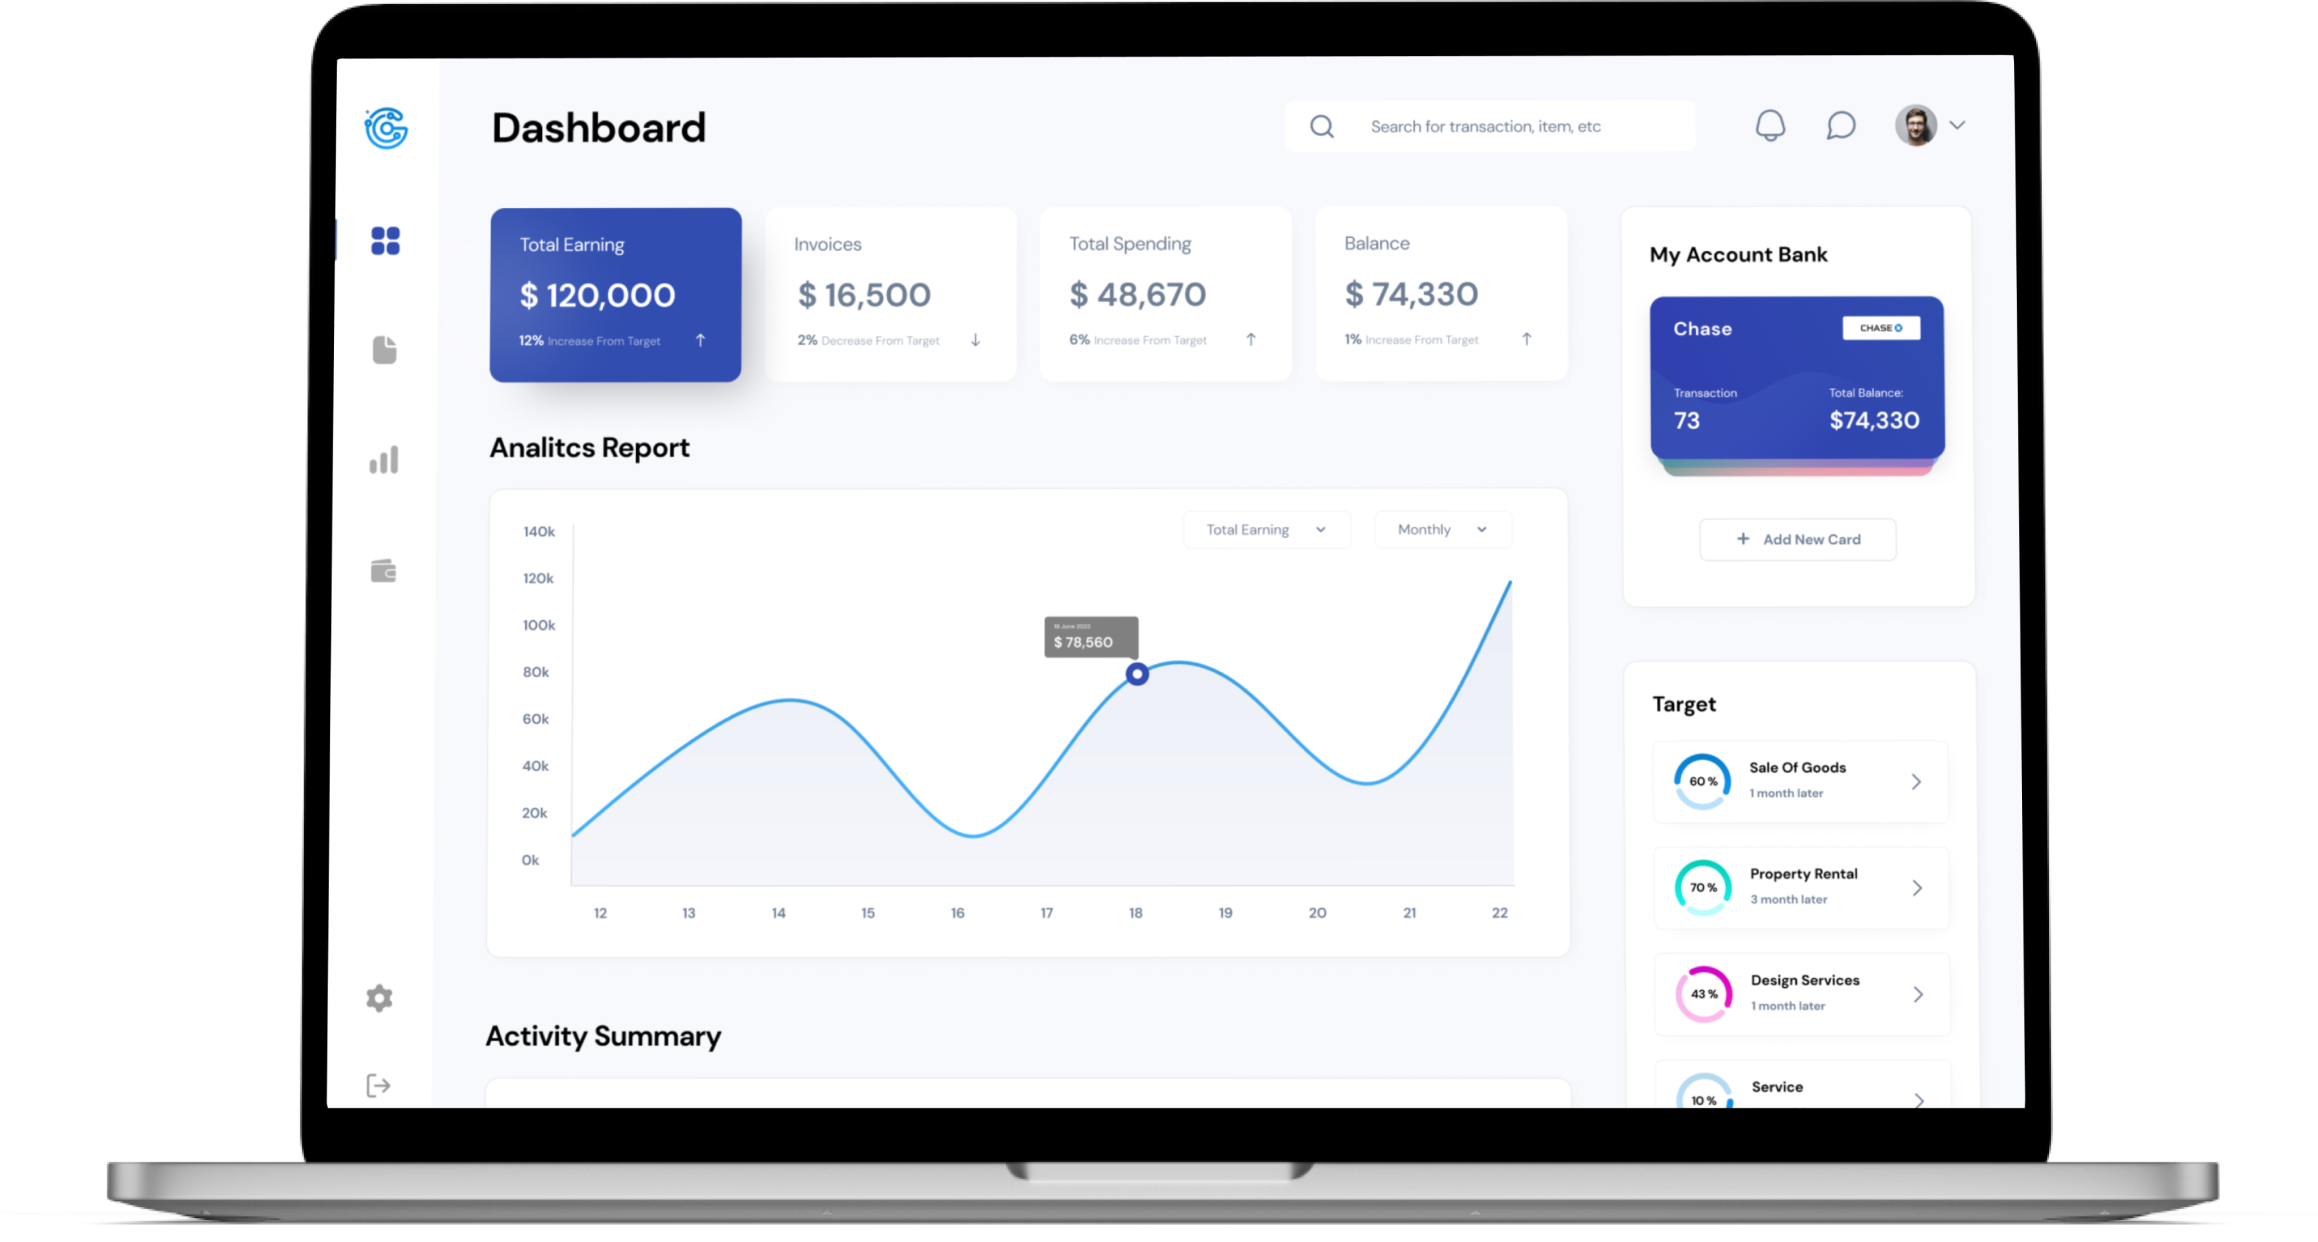 Dashboard
Search for transaction, item, etc
Total Earning
$ 120,000
12% Increase From Target
Invoices
$ 16,500
2% Decrease From Target
Total Spending
$ 48,670
6% Increase From Target
Balance
$ 74,330
1% Increase From Target
My Account Bank
Chase
CHASE
Transaction
73
Total Balance:
$74,330
+ Add New Card
Analitcs Report
Total Earning
Monthly
140k
120k
100k
80k
60k
40k
20k
0k
18 June 2022
$ 78,560
12 13 14 15 16 17 18 19 20 21 22
Target
60 %
Sale Of Goods
1 month later
70 %
Property Rental
3 month later
43 %
Design Services
1 month later
10 %
Service
Activity Summary